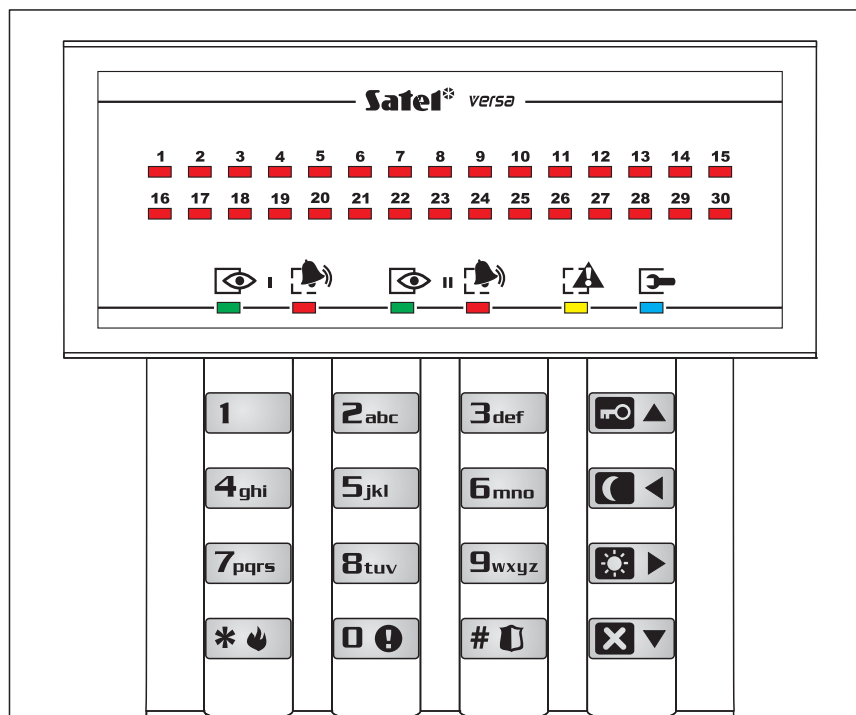 Satel* versa
1 2 3 4 5 6 7 8 9 10 11 12 13 14 15
16 17 18 19 20 21 22 23 24 25 26 27 28 29 30
I II
1 2abc 3def
4ghi 5jkl 6mno
7pqrs 8tuv 9wxyz
* 0 #